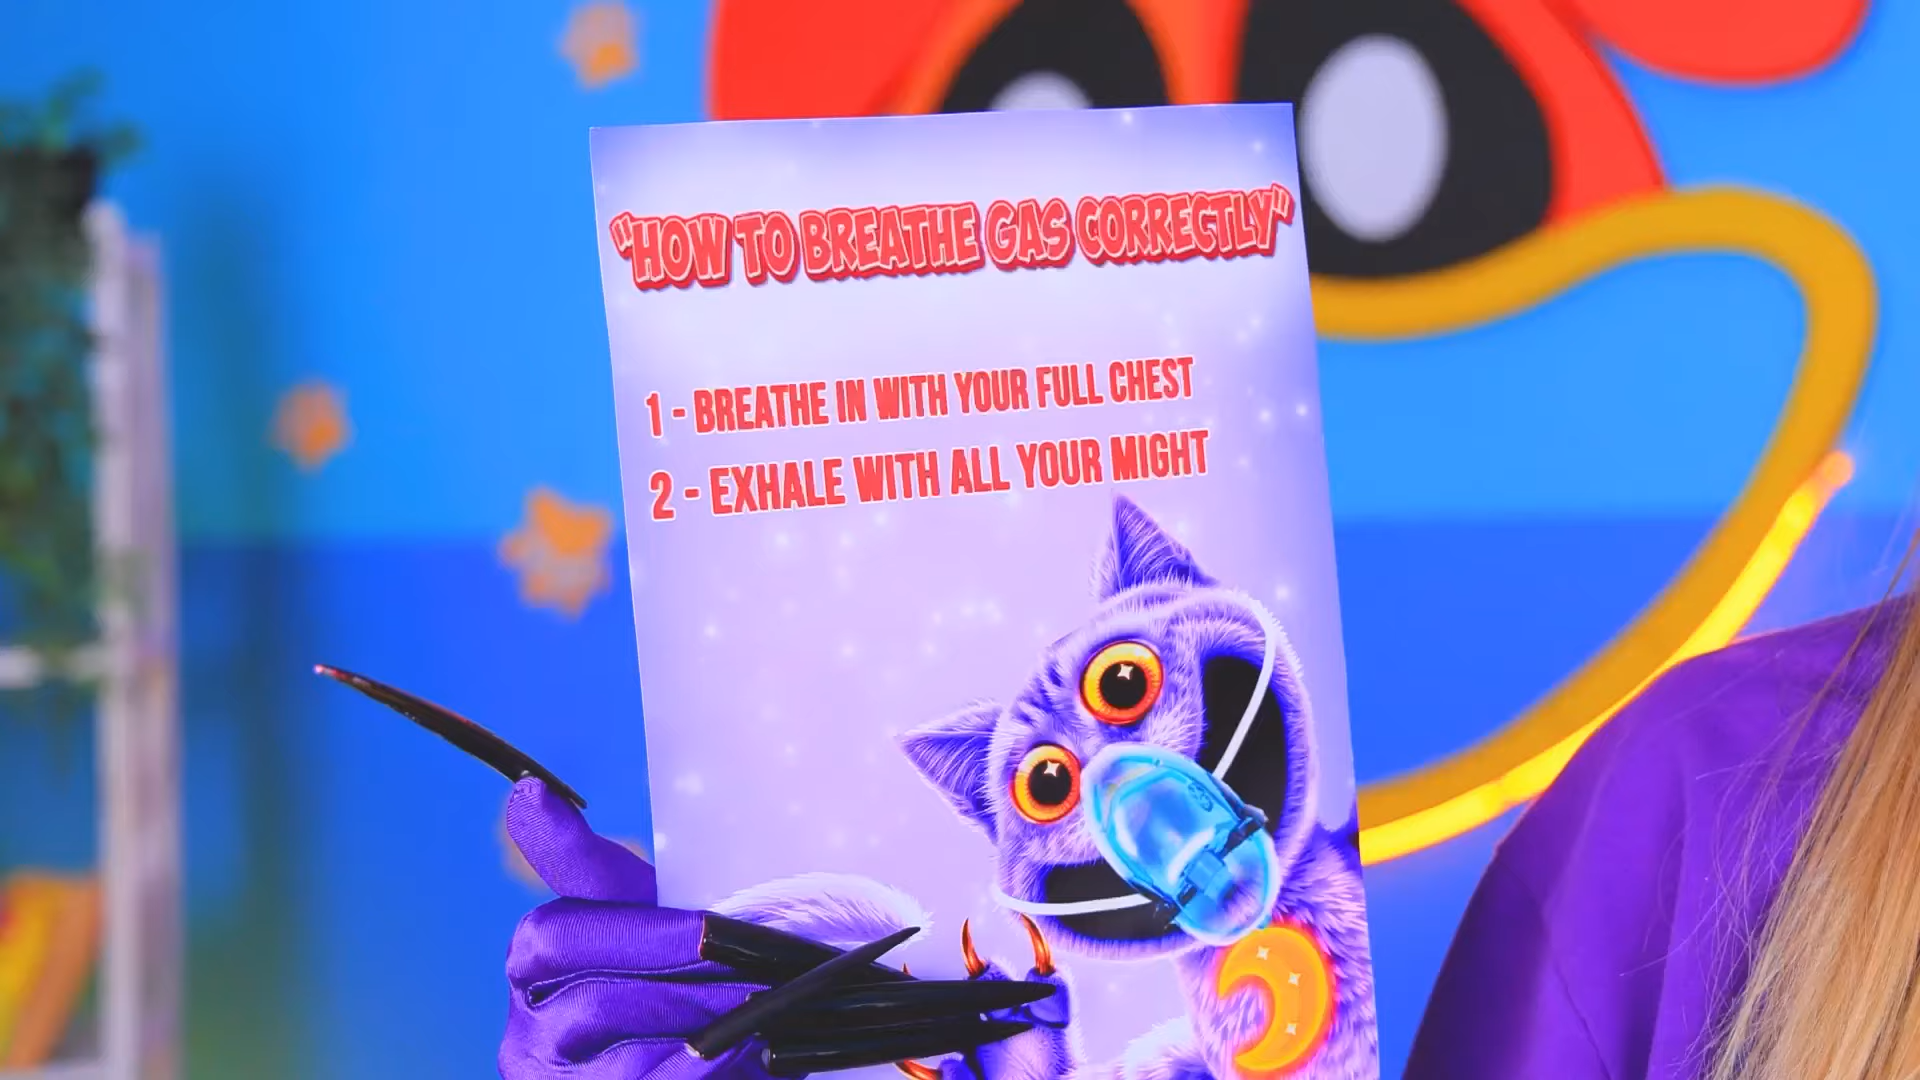 "HOW TO BREATHE GAS CORRECTLY"
1 - BREATHE IN WITH YOUR FULL CHEST
2 - EXHALE WITH ALL YOUR MIGHT